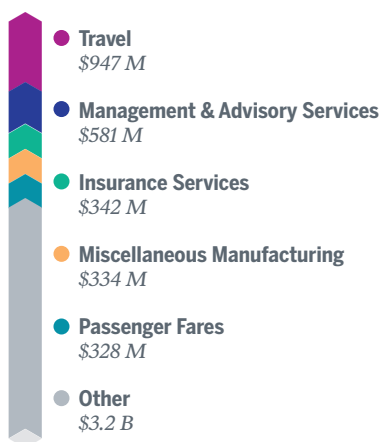 Travel
$947 M
Management & Advisory Services
$581 M
Insurance Services
$342 M
Miscellaneous Manufacturing
$334 M
Passenger Fares
$328 M
Other
$3.2 B